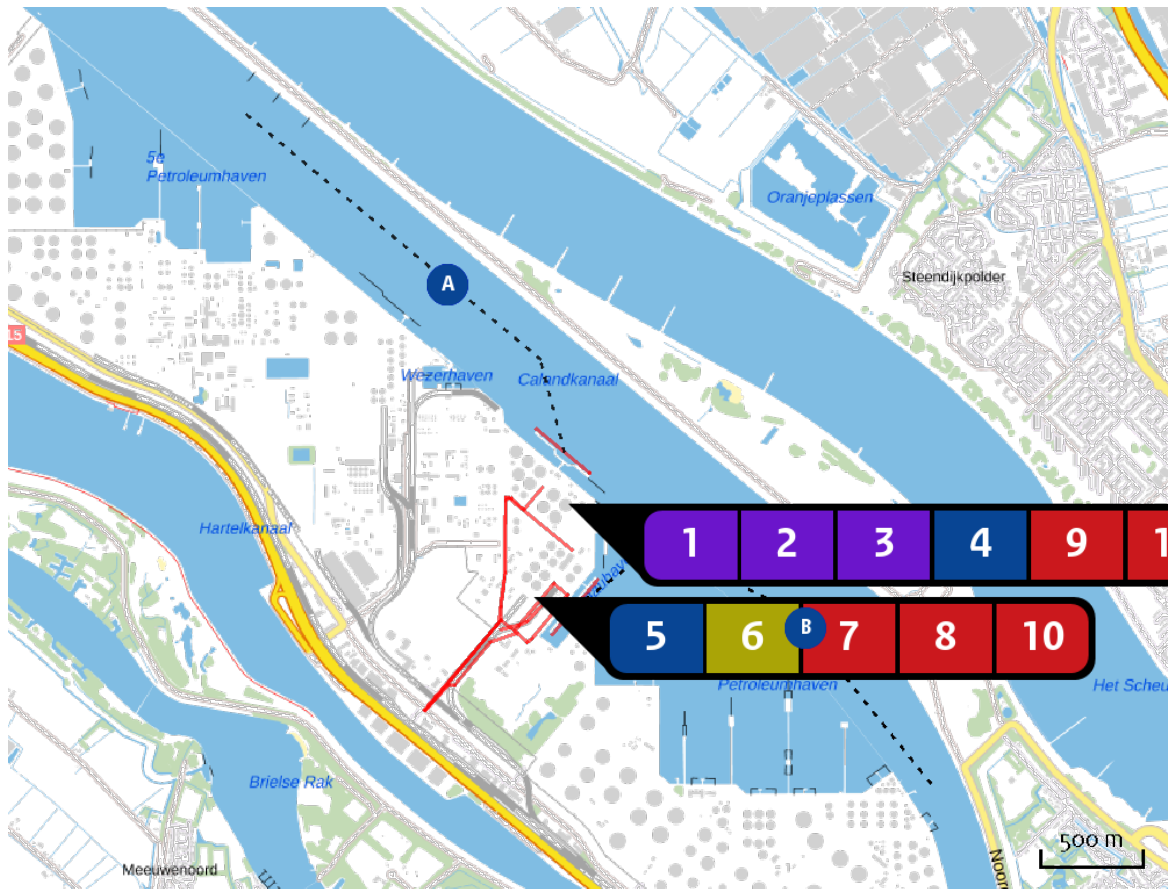 5e
Petroleumhaven
Oranjeplassen
A
Steendijkpolder
15
Wezerhaven
Calandkanaal
Hartelkanaal
1 2 3 4 9
5 6 B 7 8 10
Petroleumhaven
Het Scheu
Brielse Rak
500 m
Meeuwenoord
Noor